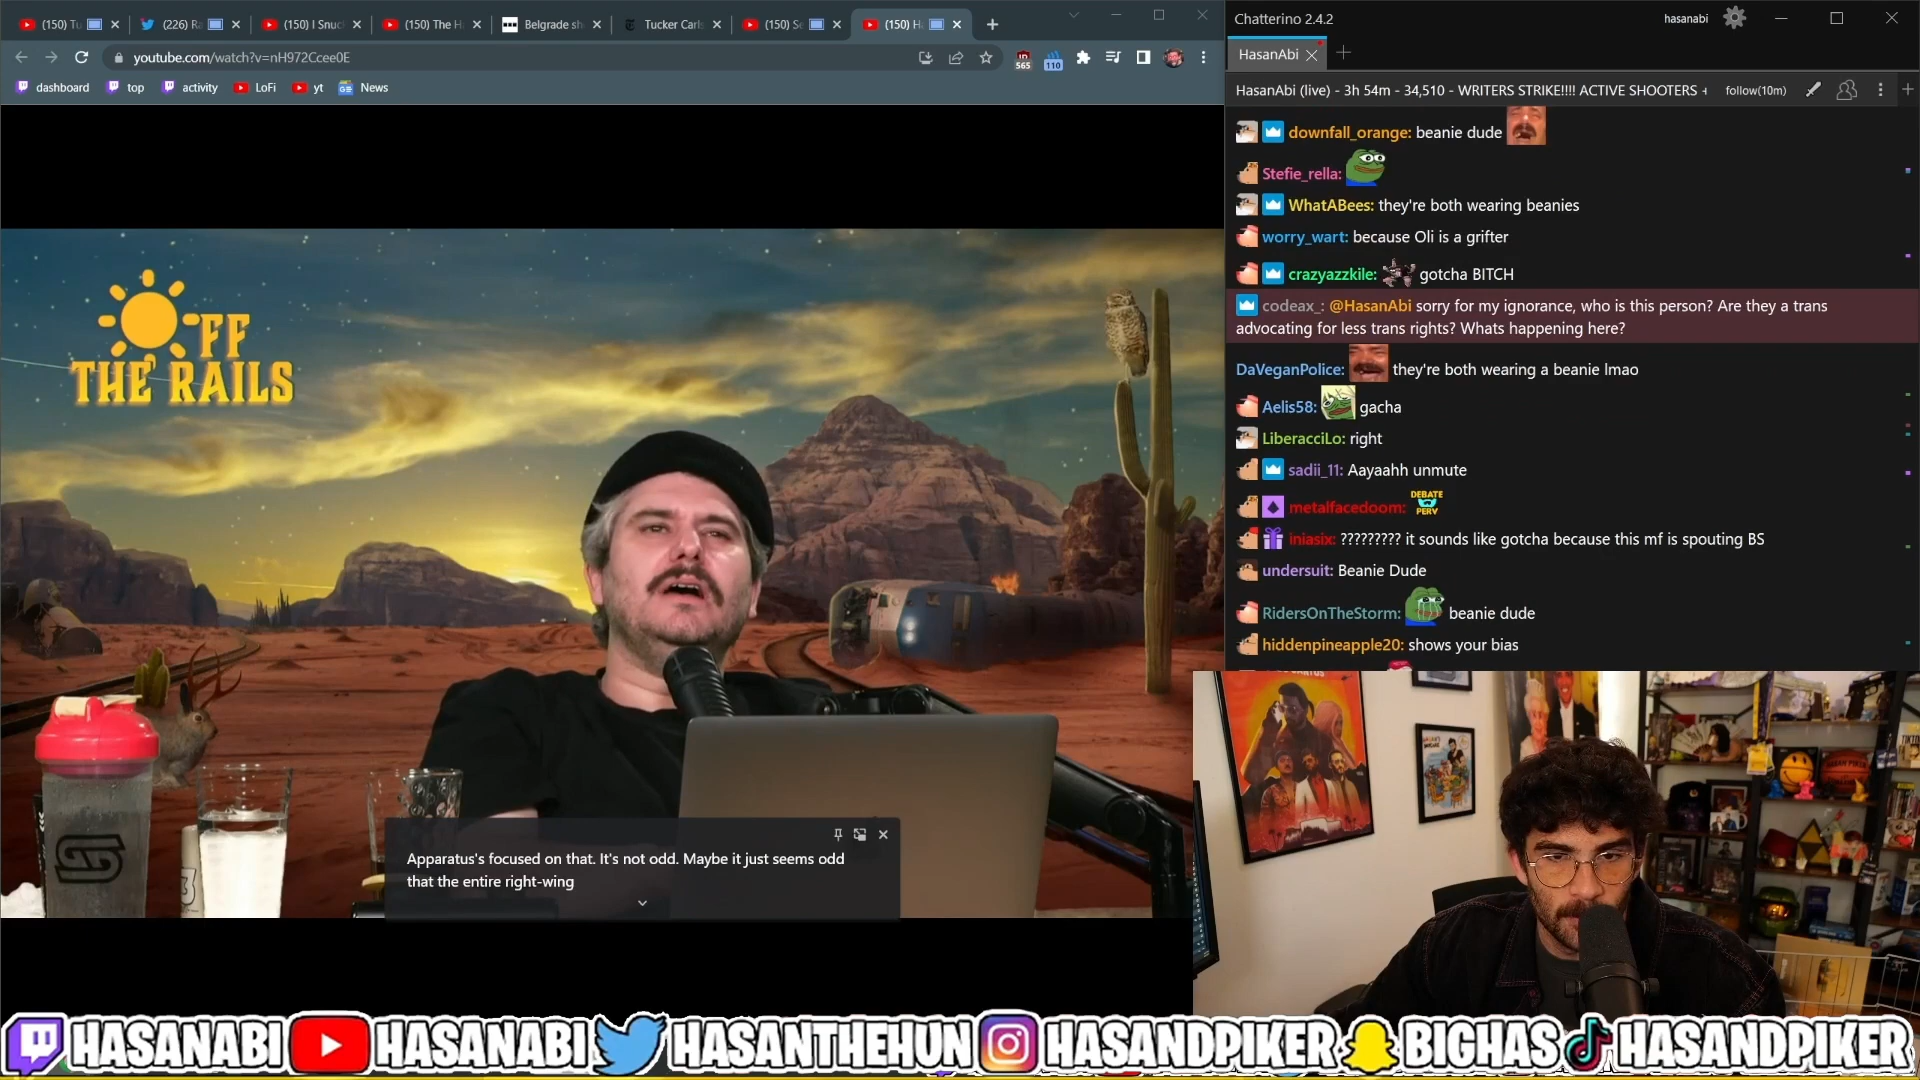 (150) Tu
(226) Ra
(150) I Snuc
(150) The H
Belgrade sh
Tucker Carls
(150) Se
(150) H
youtube.com/watch?v=nH972Ccee0E
565
110
dashboard
top
activity
LoFi
yt
News
OFF
THE RAILS
Apparatus's focused on that. It's not odd. Maybe it just seems odd
that the entire right-wing
Chatterino 2.4.2
hasanabi
HasanAbi
HasanAbi (live) - 3h 54m - 34,510 - WRITERS STRIKE!!!! ACTIVE SHOOTERS +
follow(10m)
downfall_orange: beanie dude
Stefie_rella:
WhatABees: they're both wearing beanies
worry_wart: because Oli is a grifter
crazyazzkile: gotcha BITCH
codeax_: @HasanAbi sorry for my ignorance, who is this person? Are they a trans
advocating for less trans rights? Whats happening here?
DaVeganPolice: they're both wearing a beanie lmao
Aelis58: gacha
LiberacciLo: right
sadii_11: Aayaahh unmute
metalfacedoom: DEBATE PERV
iniasix: ????????? it sounds like gotcha because this mf is spouting BS
undersuit: Beanie Dude
RidersOnTheStorm: beanie dude
hiddenpineapple20: shows your bias
HASANABI HASANABI HASANTHEHUN HASANDPIKER BIGHAS HASANDPIKER